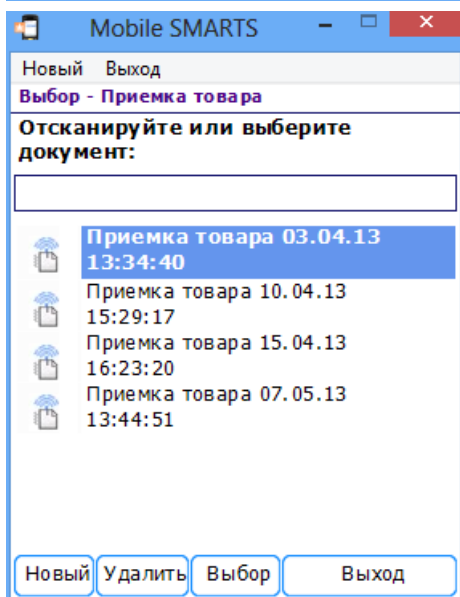 Mobile SMARTS
Новый Выход
Выбор - Приемка товара
Отсканируйте или выберите
документ:
Приемка товара 03.04.13
13:34:40
Приемка товара 10.04.13
15:29:17
Приемка товара 15.04.13
16:23:20
Приемка товара 07.05.13
13:44:51
Новый Удалить Выбор Выход